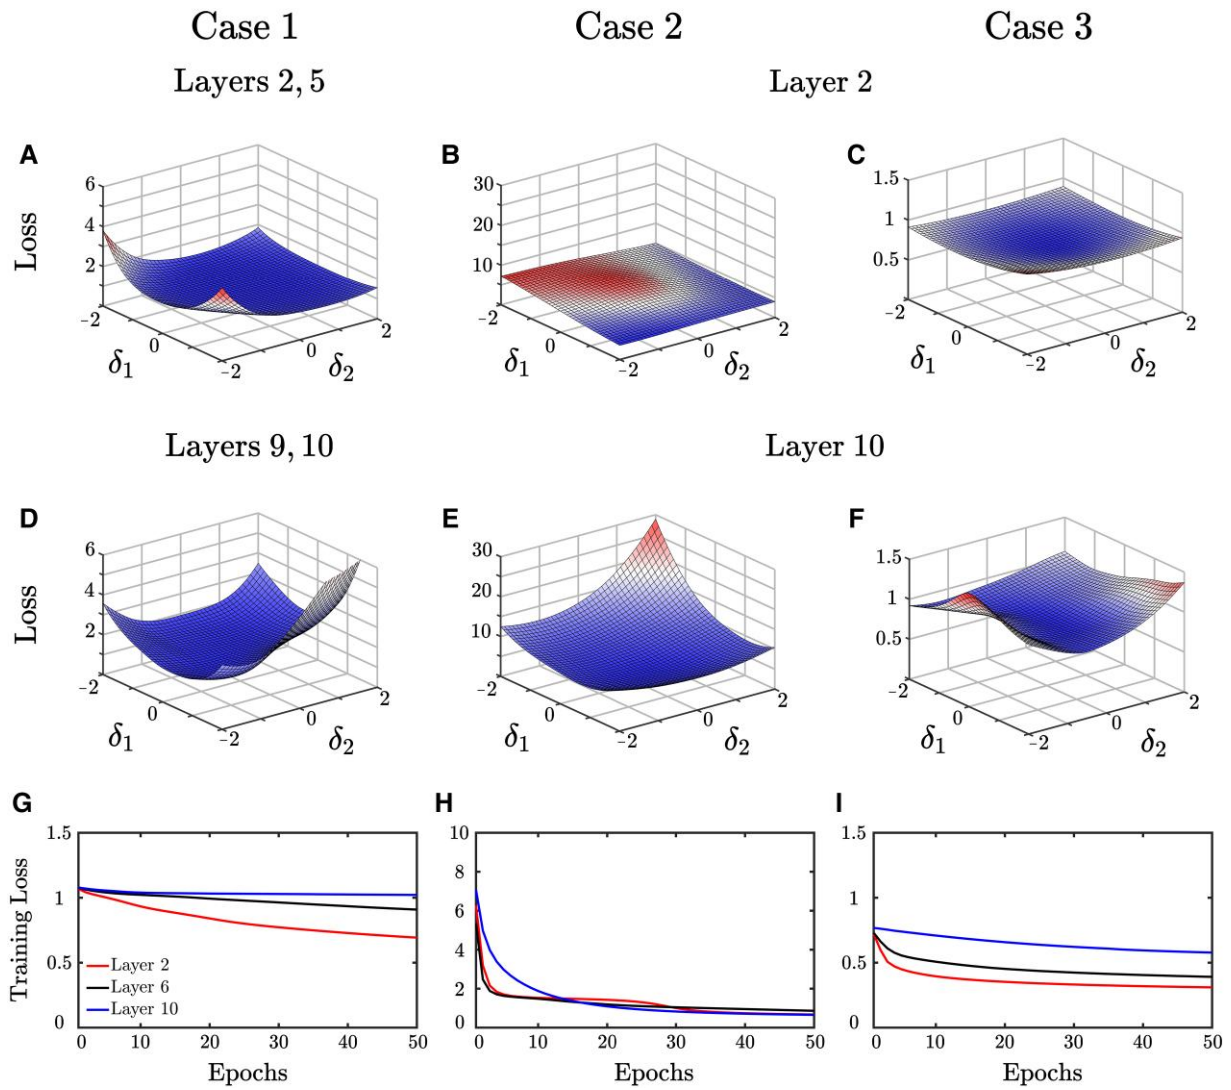 Case 1 Case 2 Case 3
Layers 2, 5 Layer 2
A B C
6 30 1.5
4 20 1
2 10 0.5
Loss
−2 0 −2 0 2
δ1 δ2
−2 0 −2 0 2
δ1 δ2
−2 0 −2 0 2
δ1 δ2
Layers 9, 10 Layer 10
D E F
6 30 1.5
4 20 1
2 10 0.5
Loss
−2 0 −2 0 2
δ1 δ2
−2 0 −2 0 2
δ1 δ2
−2 0 −2 0 2
δ1 δ2
G H I
1.5
1
0.5
0
Training Loss
Layer 2
Layer 6
Layer 10
0 10 20 30 40 50
Epochs
10
8
6
4
2
0
0 10 20 30 40 50
Epochs
1.5
1
0.5
0
0 10 20 30 40 50
Epochs